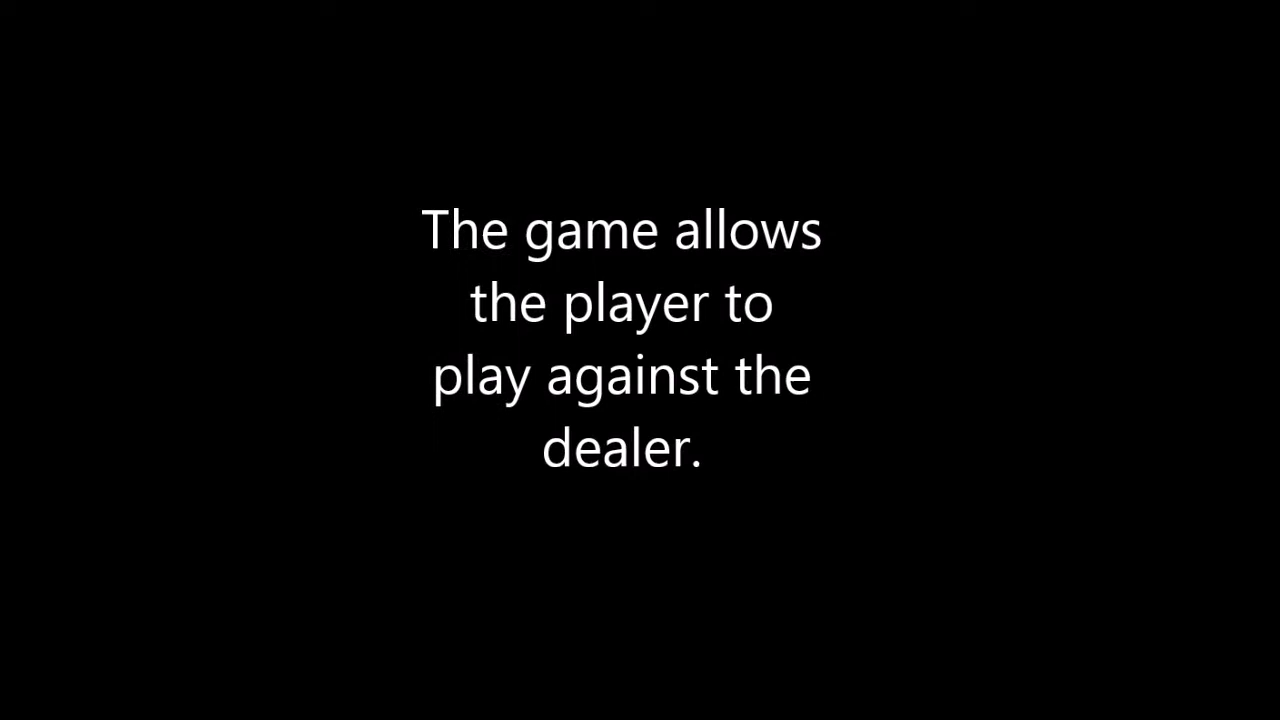 The game allows
the player to
play against the
dealer.